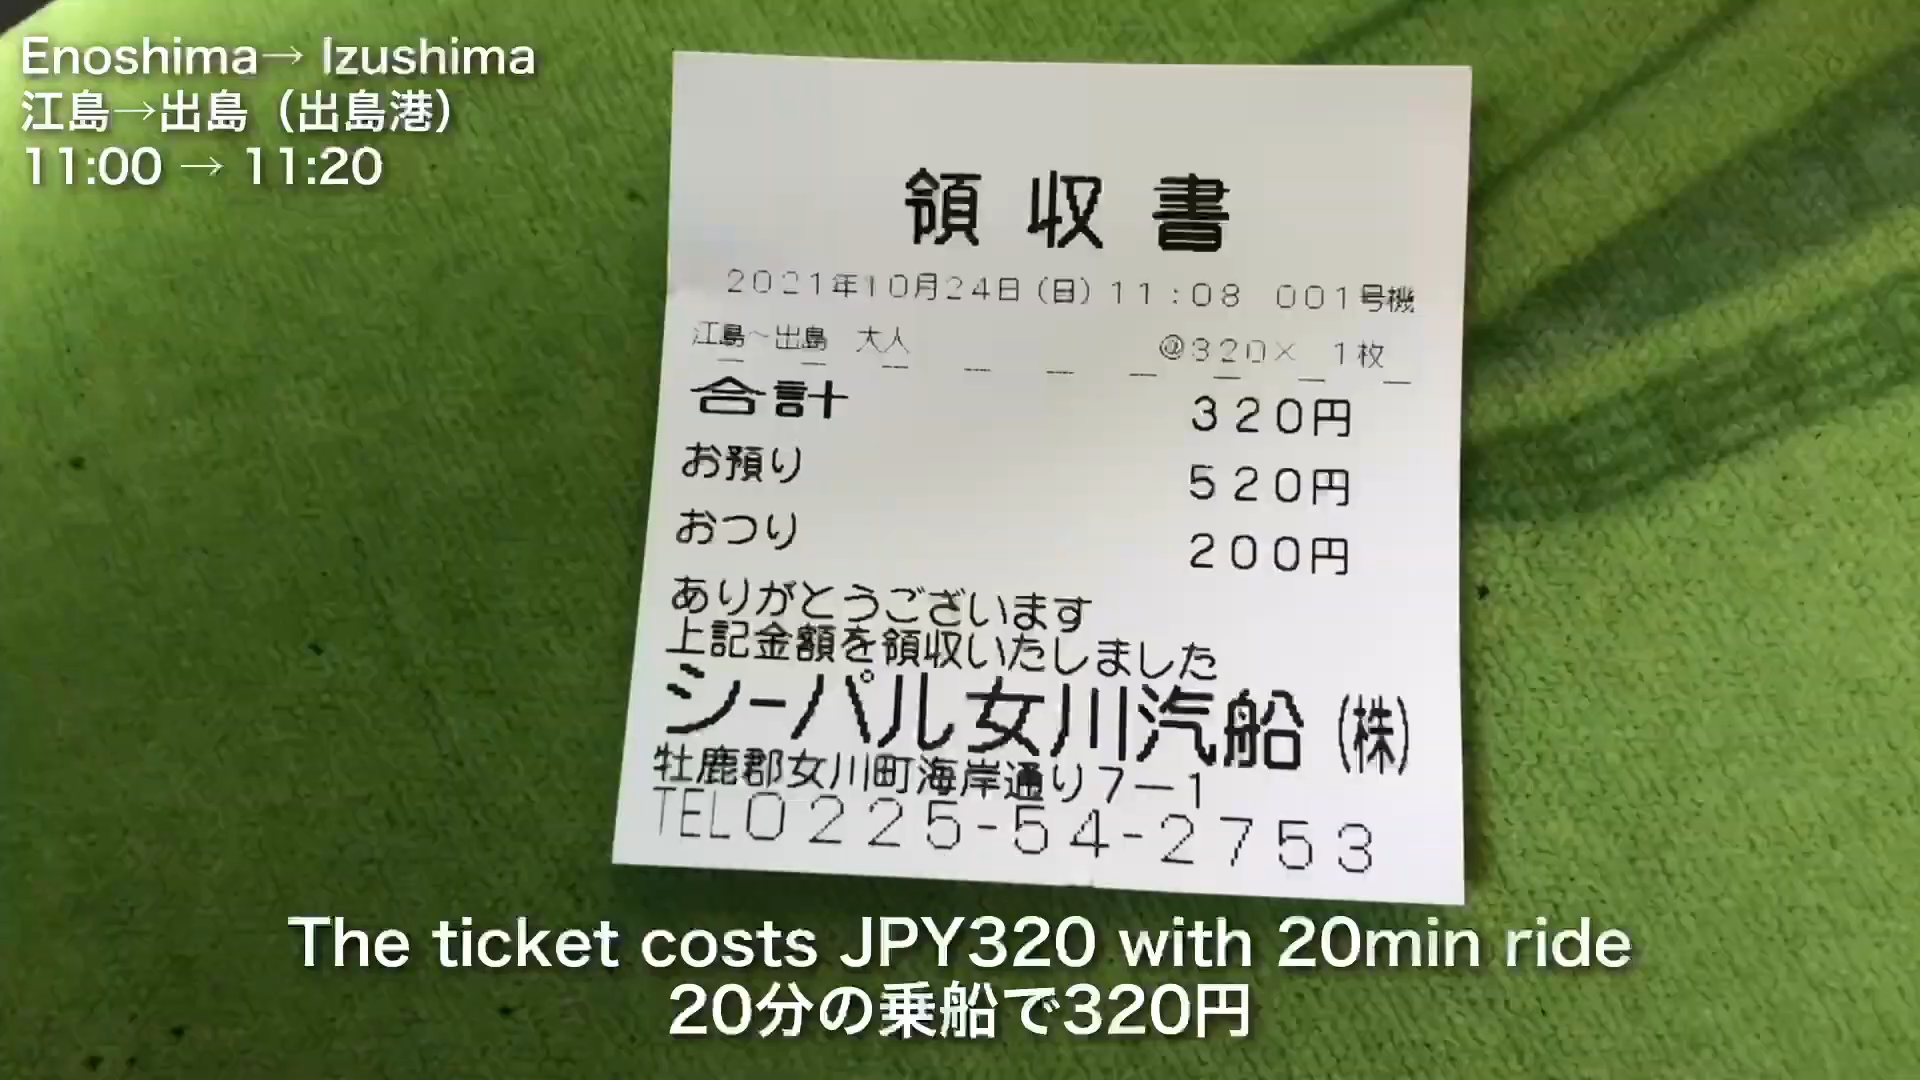 Enoshima→ Izushima
江島→出島（出島港）
11:00 → 11:20
領収書
2021年10月24日(日)11:08 001号機
江島～出島 大人 @320× 1枚
合計 320円
お預り 520円
おつり 200円
ありがとうございます
上記金額を領収いたしました
シーパル女川汽船(株)
牡鹿郡女川町海岸通り7ー1
TEL0225-54-2753
The ticket costs JPY320 with 20min ride
20分の乗船で320円